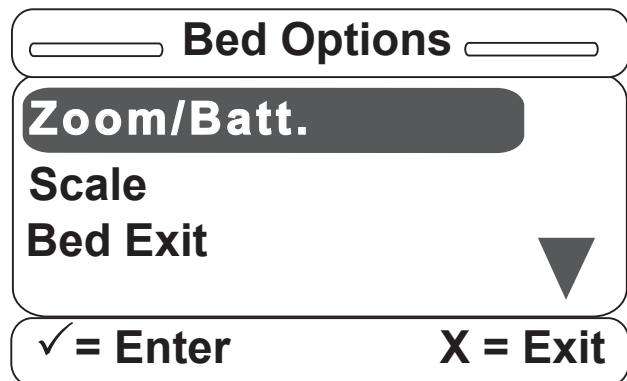 Bed Options
Zoom/Batt.
Scale
Bed Exit
✓ = Enter X = Exit